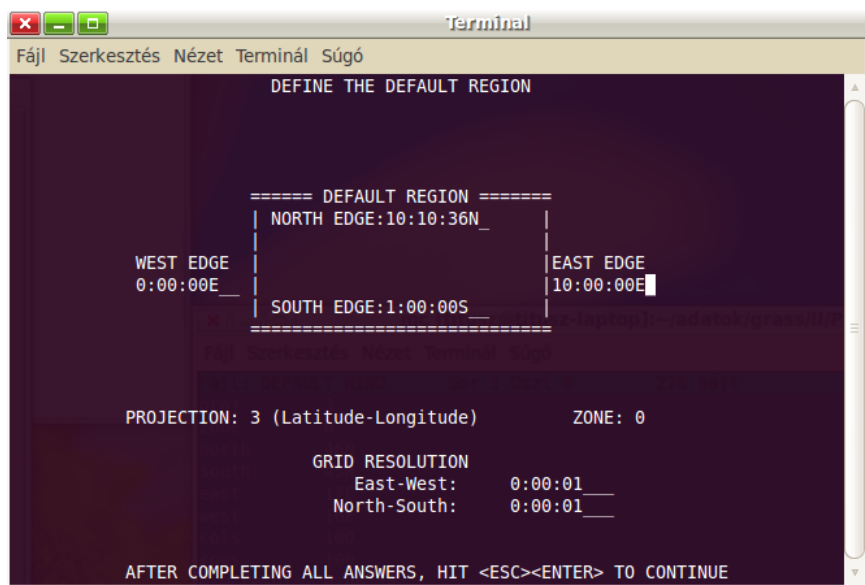 Terminal
Fájl Szerkesztés Nézet Terminál Súgó
DEFINE THE DEFAULT REGION
====== DEFAULT REGION =======
| NORTH EDGE:10:10:36N_ |
| |
WEST EDGE | |EAST EDGE
0:00:00E__ | |10:00:00E
| SOUTH EDGE:1:00:00S__ |
=============================
PROJECTION: 3 (Latitude-Longitude) ZONE: 0
GRID RESOLUTION
East-West: 0:00:01___
North-South: 0:00:01___
AFTER COMPLETING ALL ANSWERS, HIT <ESC><ENTER> TO CONTINUE